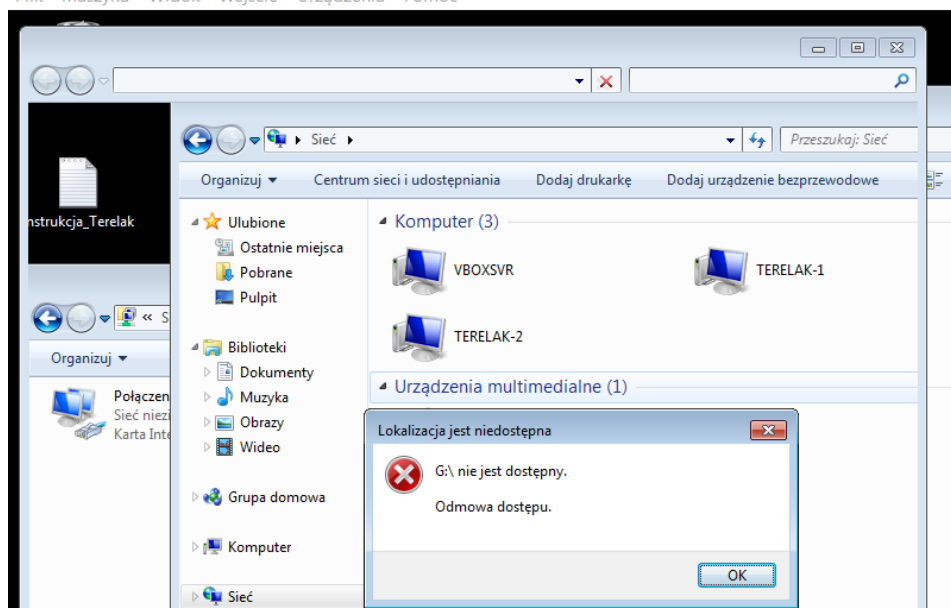 Plik Maszyna Widok Wejście Urządzenia Pomoc
Sieć
Przeszukaj: Sieć
Organizuj
Centrum sieci i udostępniania
Dodaj drukarkę
Dodaj urządzenie bezprzewodowe
nstrukcja_Terelak
Ulubione
Ostatnie miejsca
Pobrane
Pulpit
Biblioteki
Dokumenty
Muzyka
Obrazy
Wideo
Grupa domowa
Komputer
Sieć
Komputer (3)
VBOXSVR
TERELAK-1
TERELAK-2
Urządzenia multimedialne (1)
« S
Organizuj
Połączen
Sieć niezi
Karta Inte
Lokalizacja jest niedostępna
G:\ nie jest dostępny.
Odmowa dostępu.
OK